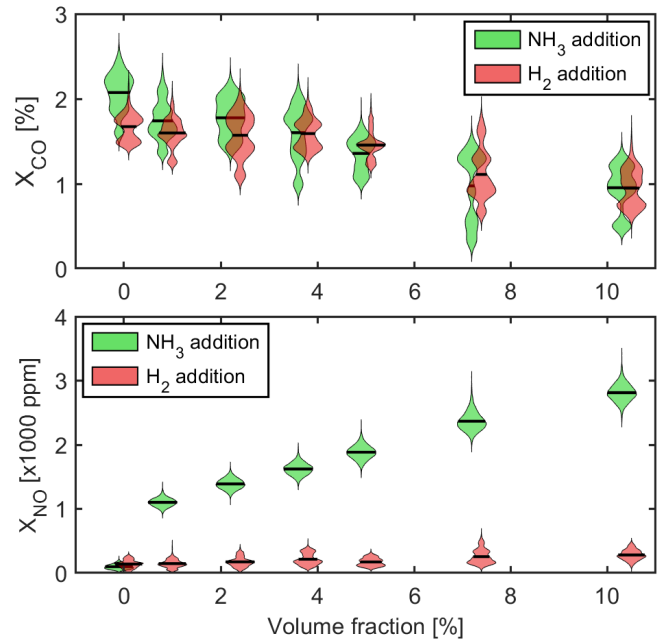 3
2
1
0
X_CO [%]
NH₃ addition
H₂ addition
0 2 4 6 8 10
4
3
2
1
0
X_NO [x1000 ppm]
NH₃ addition
H₂ addition
0 2 4 6 8 10
Volume fraction [%]